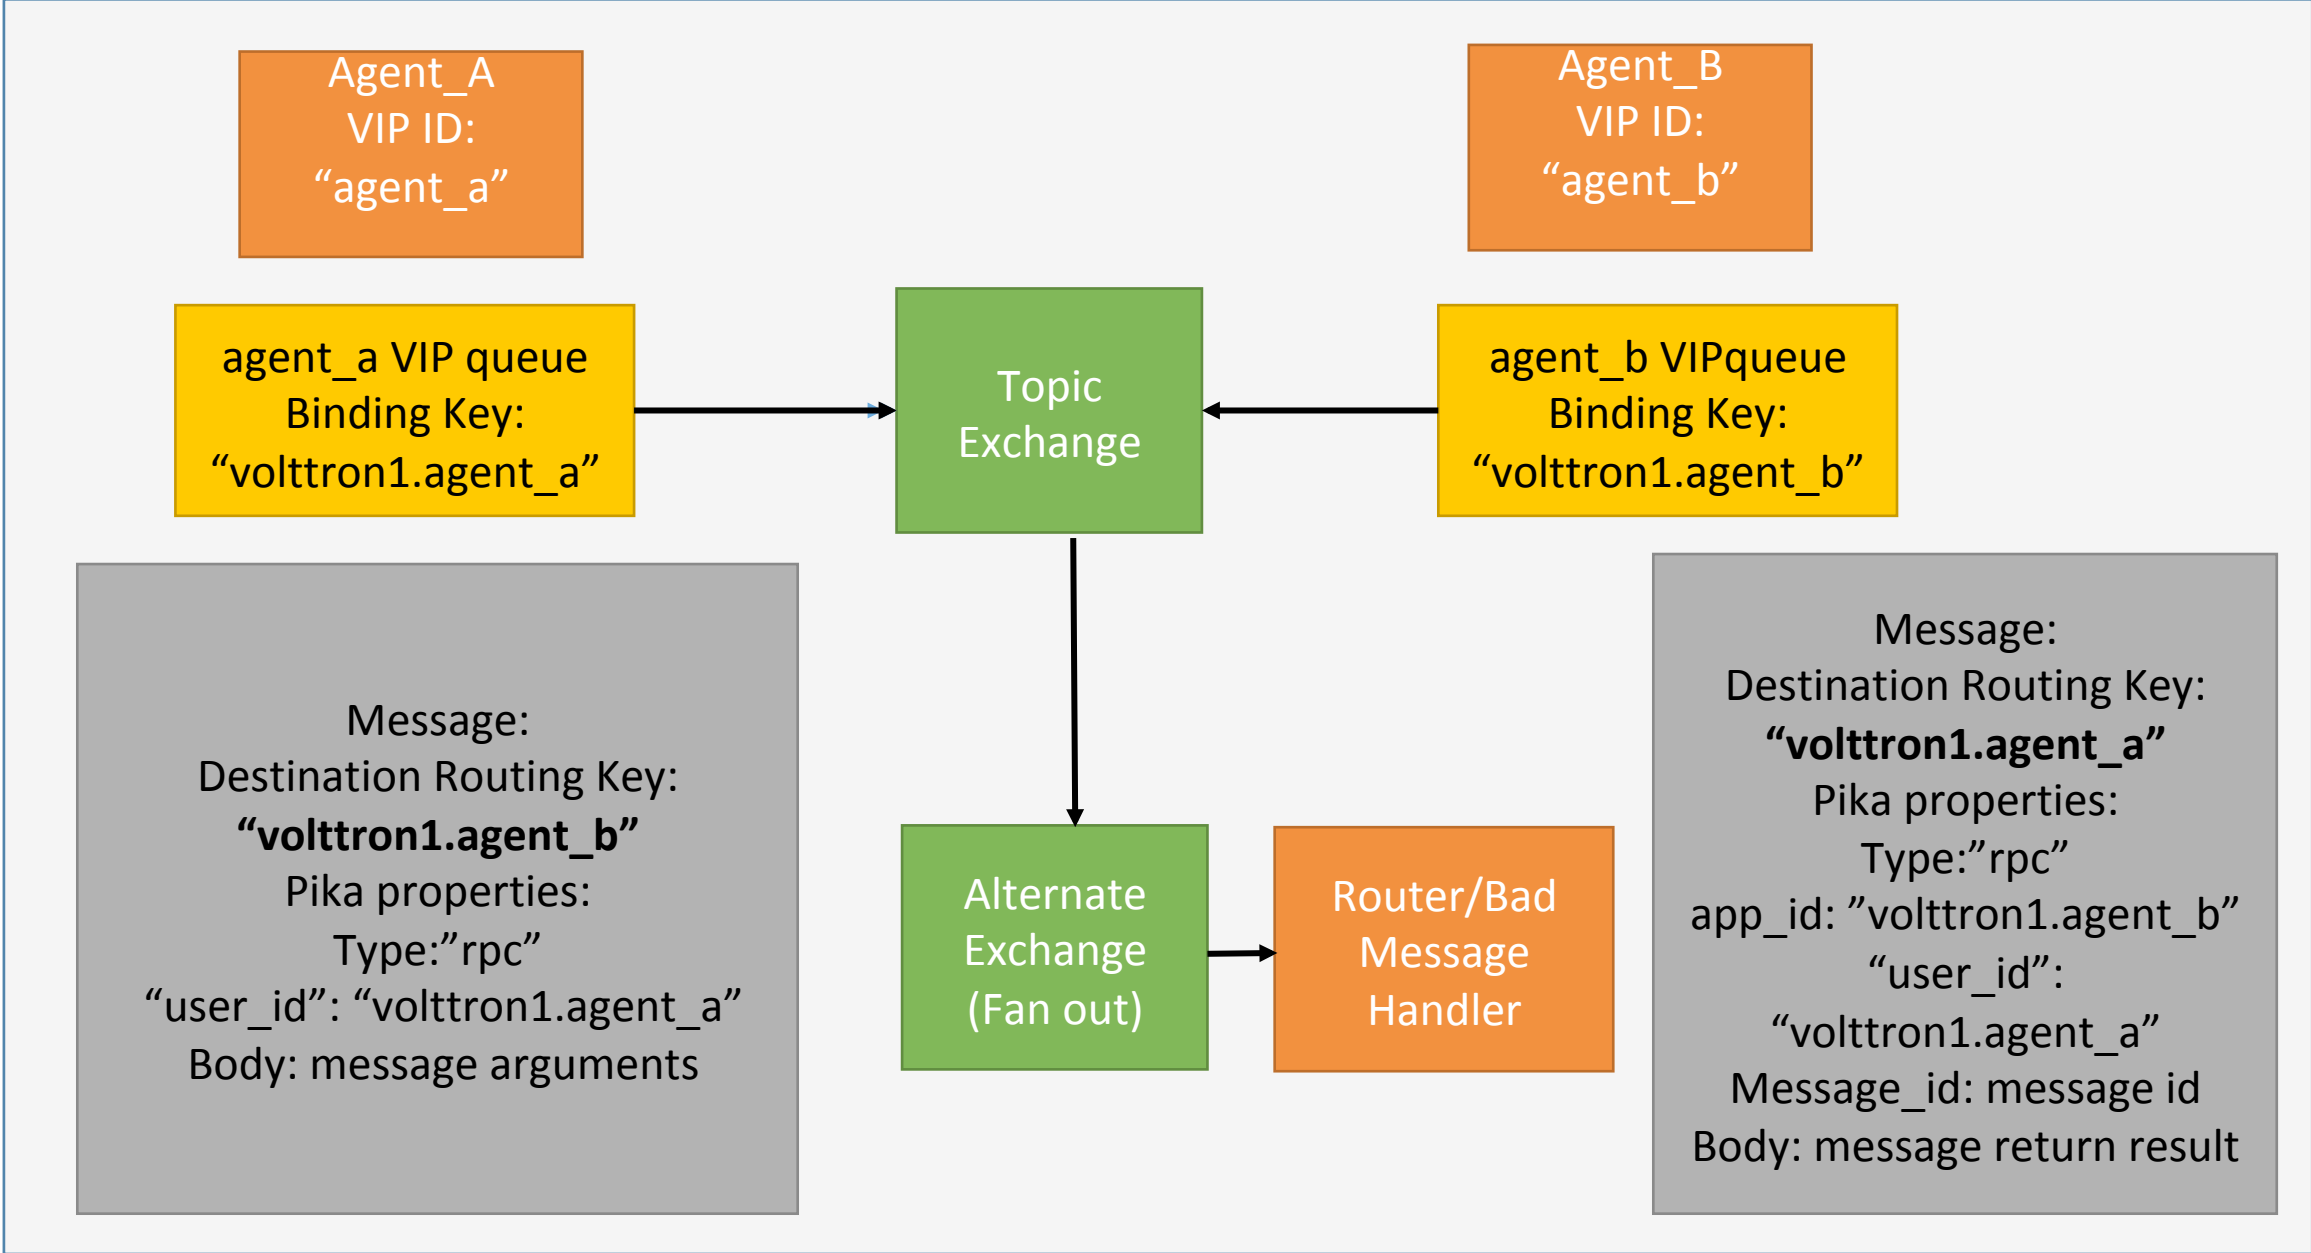 Agent_A
VIP ID:
“agent_a”
Agent_B
VIP ID:
“agent_b”
agent_a VIP queue
Binding Key:
“volttron1.agent_a”
Topic
Exchange
agent_b VIPqueue
Binding Key:
“volttron1.agent_b”
Message:
Destination Routing Key:
“volttron1.agent_b”
Pika properties:
Type:”rpc”
“user_id”: “volttron1.agent_a”
Body: message arguments
Alternate
Exchange
(Fan out)
Router/Bad
Message
Handler
Message:
Destination Routing Key:
“volttron1.agent_a”
Pika properties:
Type:”rpc”
app_id: ”volttron1.agent_b”
“user_id”:
“volttron1.agent_a”
Message_id: message id
Body: message return result